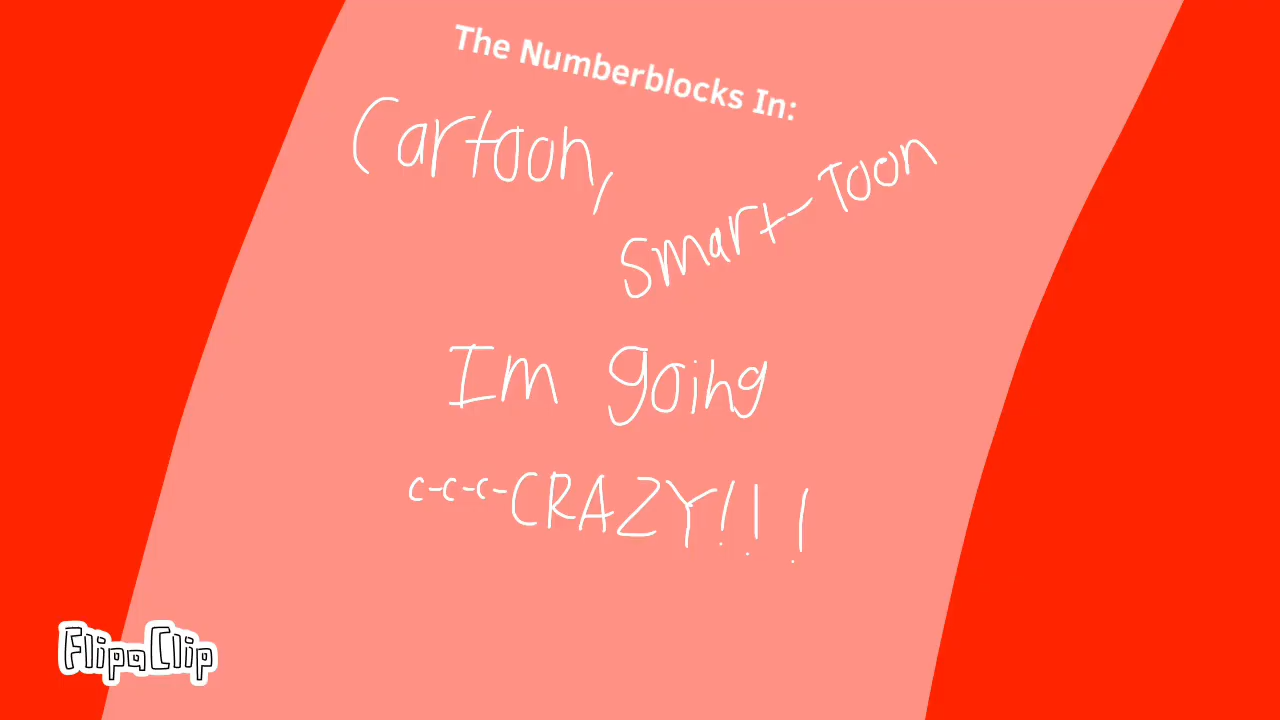 The Numberblocks In:
Cartoon,
Smart-Toon
Im going
c-c-c-CRAZY!!!
FlipaClip